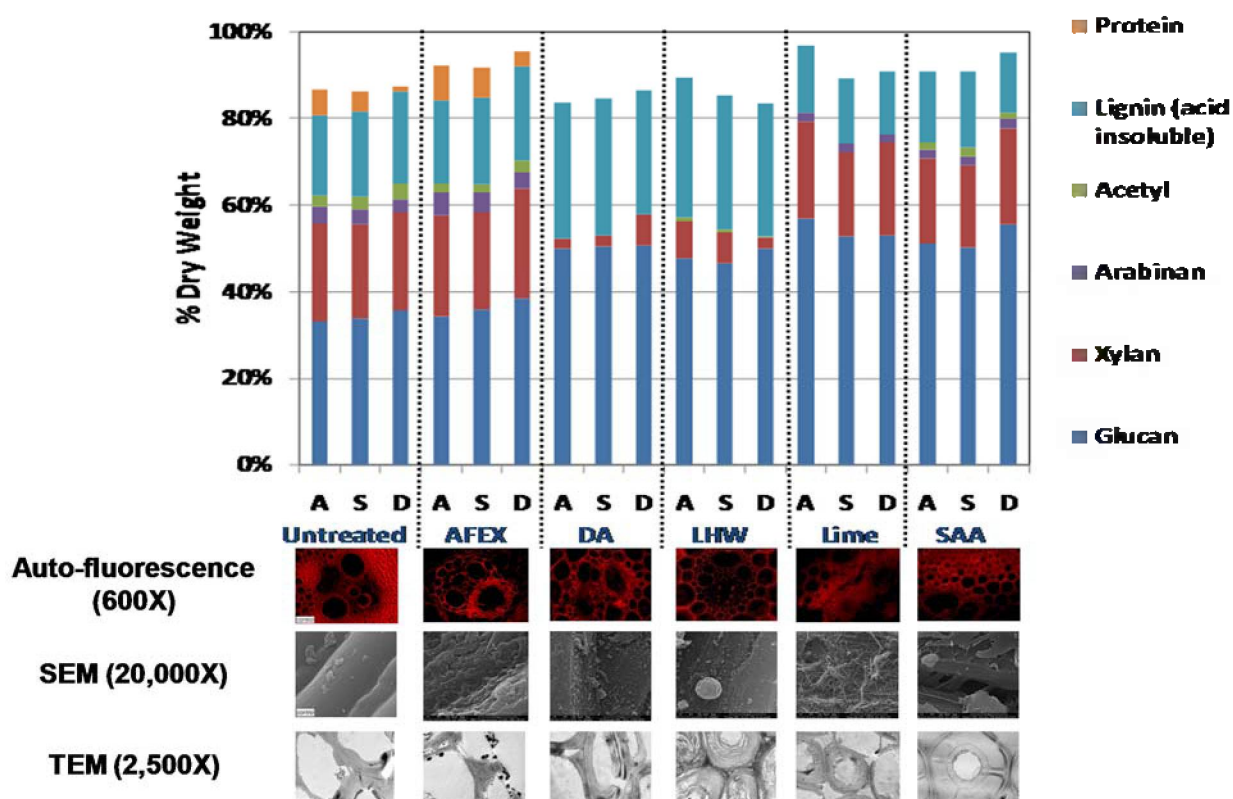 100%
80%
60%
40%
20%
0%
% Dry Weight
Protein
Lignin (acid
insoluble)
Acetyl
Arabinan
Xylan
Glucan
A S D A S D A S D A S D A S D A S D
Untreated AFEX DA LHW Lime SAA
Auto-fluorescence
(600X)
SEM (20,000X)
TEM (2,500X)